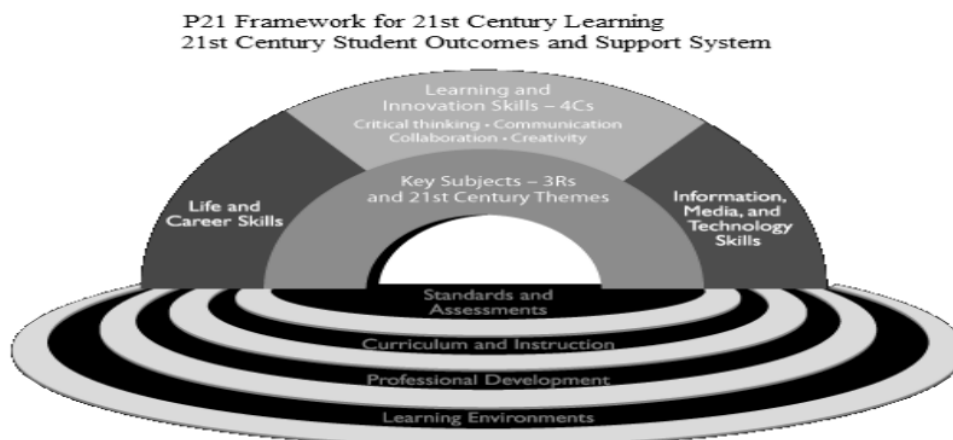 P21 Framework for 21st Century Learning
21st Century Student Outcomes and Support System
Learning and
Innovation Skills – 4Cs
Critical thinking • Communication
Collaboration • Creativity
Key Subjects – 3Rs
and 21st Century Themes
Life and
Career Skills
Information,
Media, and
Technology
Skills
Standards and
Assessments
Curriculum and Instruction
Professional Development
Learning Environments